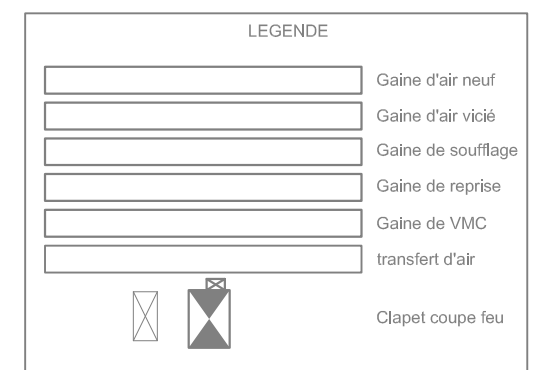 LEGENDE
Gaine d'air neuf
Gaine d'air vicié
Gaine de soufflage
Gaine de reprise
Gaine de VMC
transfert d'air
Clapet coupe feu